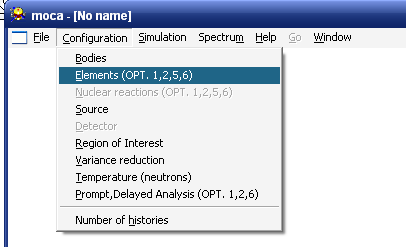 moca - [No name]
File Configuration Simulation Spectrum Help Go Window
Bodies
Elements (OPT. 1,2,5,6)
Nuclear reactions (OPT. 1,2,5,6)
Source
Detector
Region of Interest
Variance reduction
Temperature (neutrons)
Prompt,Delayed Analysis (OPT. 1,2,6)
Number of histories